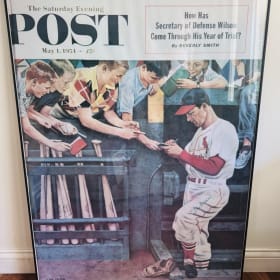 The Saturday Evening
POST
May 1, 1954 – 15¢
How Has
Secretary of Defense Wilson
Come Through His Year of Trial?
By BEVERLY SMITH